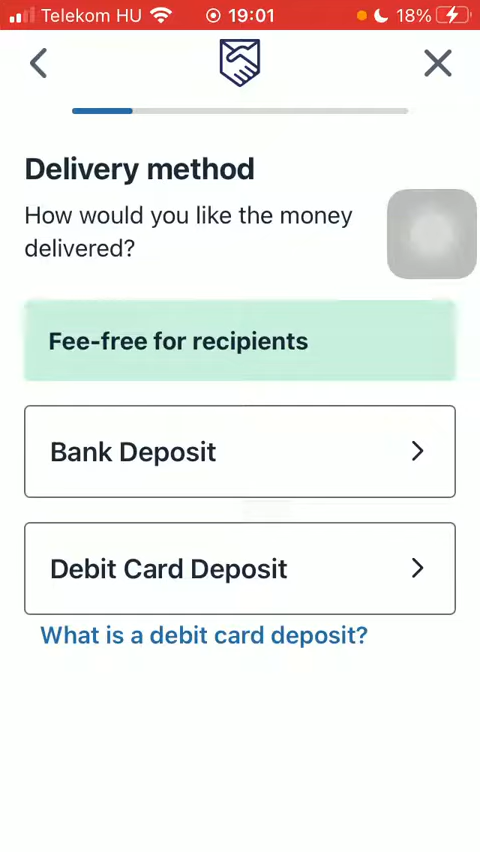 Telekom HU 19:01 18%
Delivery method
How would you like the money
delivered?
Fee-free for recipients
Bank Deposit
Debit Card Deposit
What is a debit card deposit?